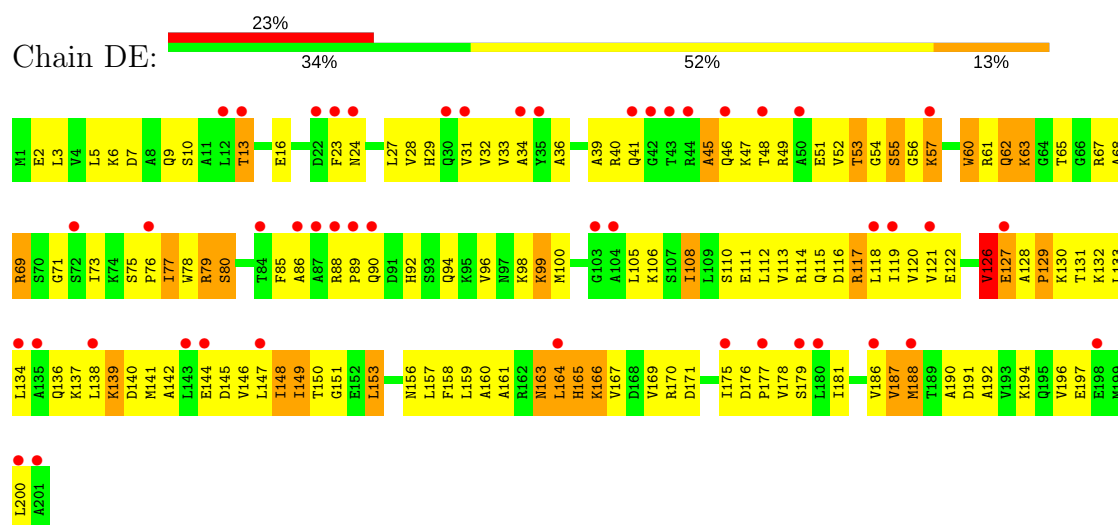 23%
Chain DE:
34% 52% 13%
M1 E2 L3 V4 L5 K6 D7 A8 Q9 S10 A11 L12 T13 E16 D22 F23 N24 L27 V28 H29 Q30 V31 V32 V33 A34 Y35 A36 A39 R40 Q41 G42 T43 R44 A45 Q46 K47 T48 R49 A50 E51 V52 T53 G54 S55 G56 K57 W60 R61 Q62 K63 G64 T65 G66 R67 A68
R69 S70 G71 S72 I73 K74 S75 P76 I77 W78 R79 S80 T84 F85 A86 A87 R88 P89 Q90 D91 H92 S93 Q94 K95 V96 N97 K98 K99 M100 G103 A104 L105 K106 S107 I108 L109 S110 E111 L112 V113 R114 Q115 D116 R117 L118 I119 V120 V121 E122 V126 E127 A128 P129 K130 T131 K132 L133
L134 A135 Q136 K137 L138 K139 D140 M141 A142 L143 E144 D145 V146 L147 I148 I149 T150 G151 E152 L153 N156 L157 F158 L159 A160 A161 R162 N163 L164 H165 K166 V167 D168 V169 R170 D171 I175 D176 P177 V178 S179 L180 I181 V186 V187 M188 T189 A190 D191 A192 V193 K194 Q195 V196 E197 E198 M199
L200 A201